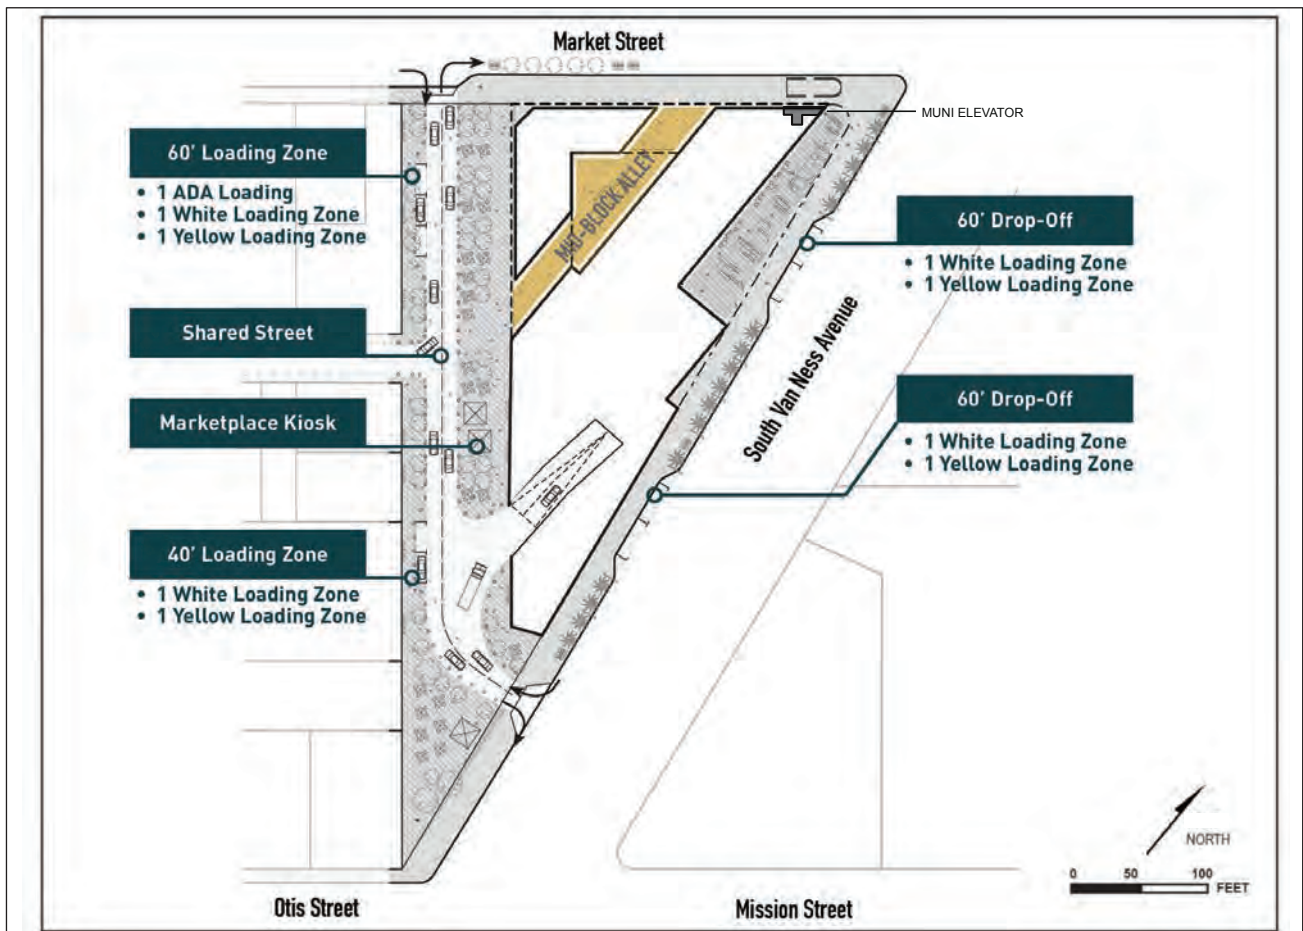 Market Street
MUNI ELEVATOR
60' Loading Zone
• 1 ADA Loading
• 1 White Loading Zone
• 1 Yellow Loading Zone
MID-BLOCK ALLEY
60' Drop-Off
• 1 White Loading Zone
• 1 Yellow Loading Zone
Shared Street
South Van Ness Avenue
Marketplace Kiosk
60' Drop-Off
• 1 White Loading Zone
• 1 Yellow Loading Zone
40' Loading Zone
• 1 White Loading Zone
• 1 Yellow Loading Zone
NORTH
0 50 100
FEET
Otis Street
Mission Street